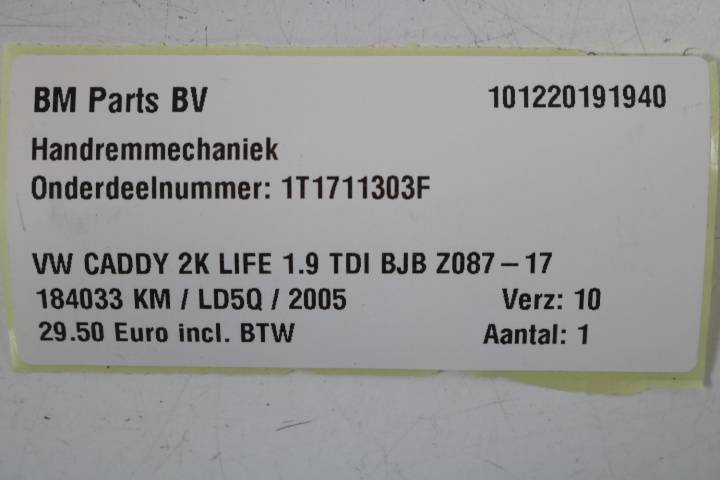 BM Parts BV 101220191940
Handremmechaniek
Onderdeelnummer: 1T1711303F
VW CADDY 2K LIFE 1.9 TDI BJB Z087 – 17
184033 KM / LD5Q / 2005 Verz: 10
29.50 Euro incl. BTW Aantal: 1